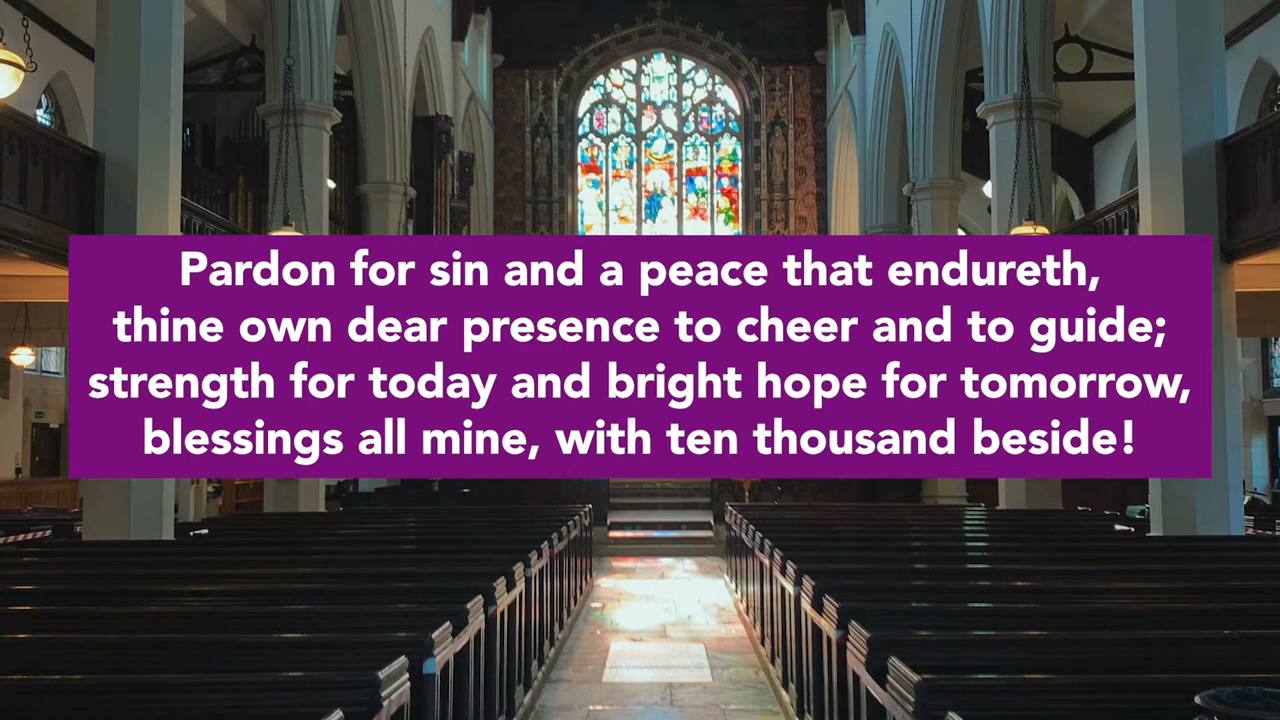 Pardon for sin and a peace that endureth,
thine own dear presence to cheer and to guide;
strength for today and bright hope for tomorrow,
blessings all mine, with ten thousand beside!